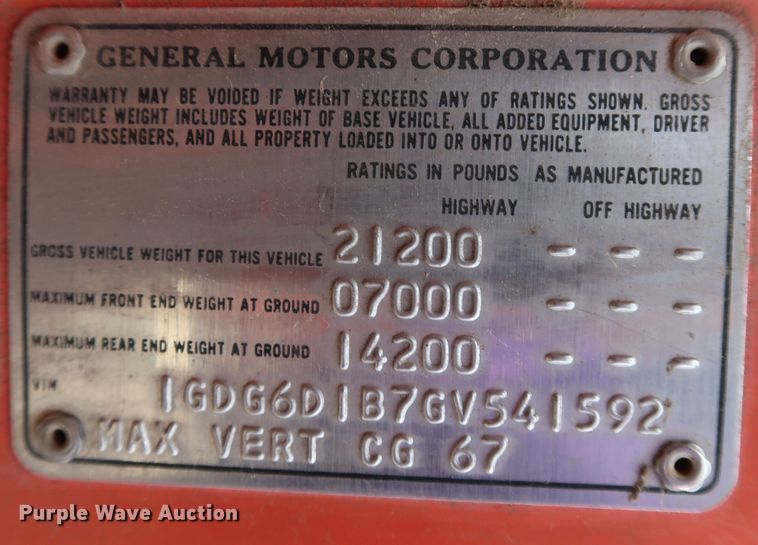 GENERAL MOTORS CORPORATION
WARRANTY MAY BE VOIDED IF WEIGHT EXCEEDS ANY OF RATINGS SHOWN. GROSS
VEHICLE WEIGHT INCLUDES WEIGHT OF BASE VEHICLE, ALL ADDED EQUIPMENT, DRIVER
AND PASSENGERS, AND ALL PROPERTY LOADED INTO OR ONTO VEHICLE.
RATINGS IN POUNDS AS MANUFACTURED
HIGHWAY OFF HIGHWAY
GROSS VEHICLE WEIGHT FOR THIS VEHICLE 21200 - - -
MAXIMUM FRONT END WEIGHT AT GROUND 07000 - - -
MAXIMUM REAR END WEIGHT AT GROUND 14200 - - -
VIN 1GDG6D1B7GV541592
MAX VERT CG 67
Purple Wave Auction